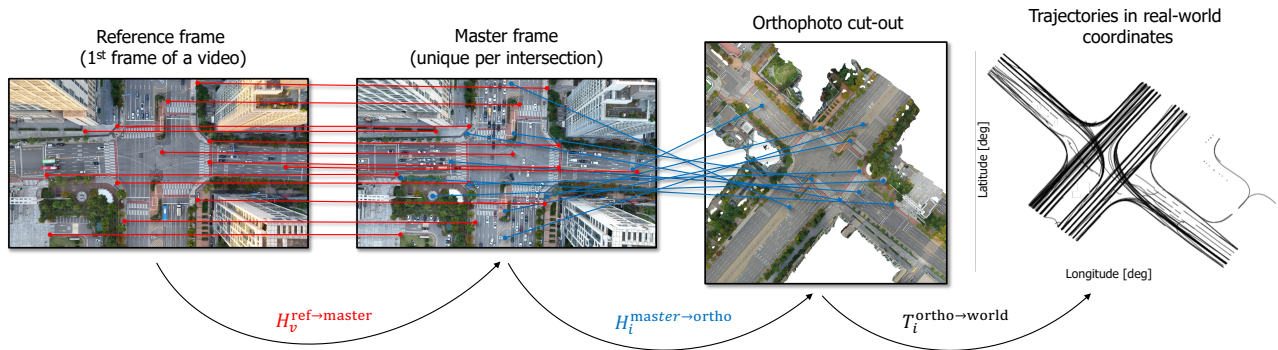 Reference frame
(1st frame of a video)
Master frame
(unique per intersection)
Orthophoto cut-out
Trajectories in real-world
coordinates
Latitude [deg]
Longitude [deg]
H_v^{ref→master}
H_i^{master→ortho}
T_i^{ortho→world}